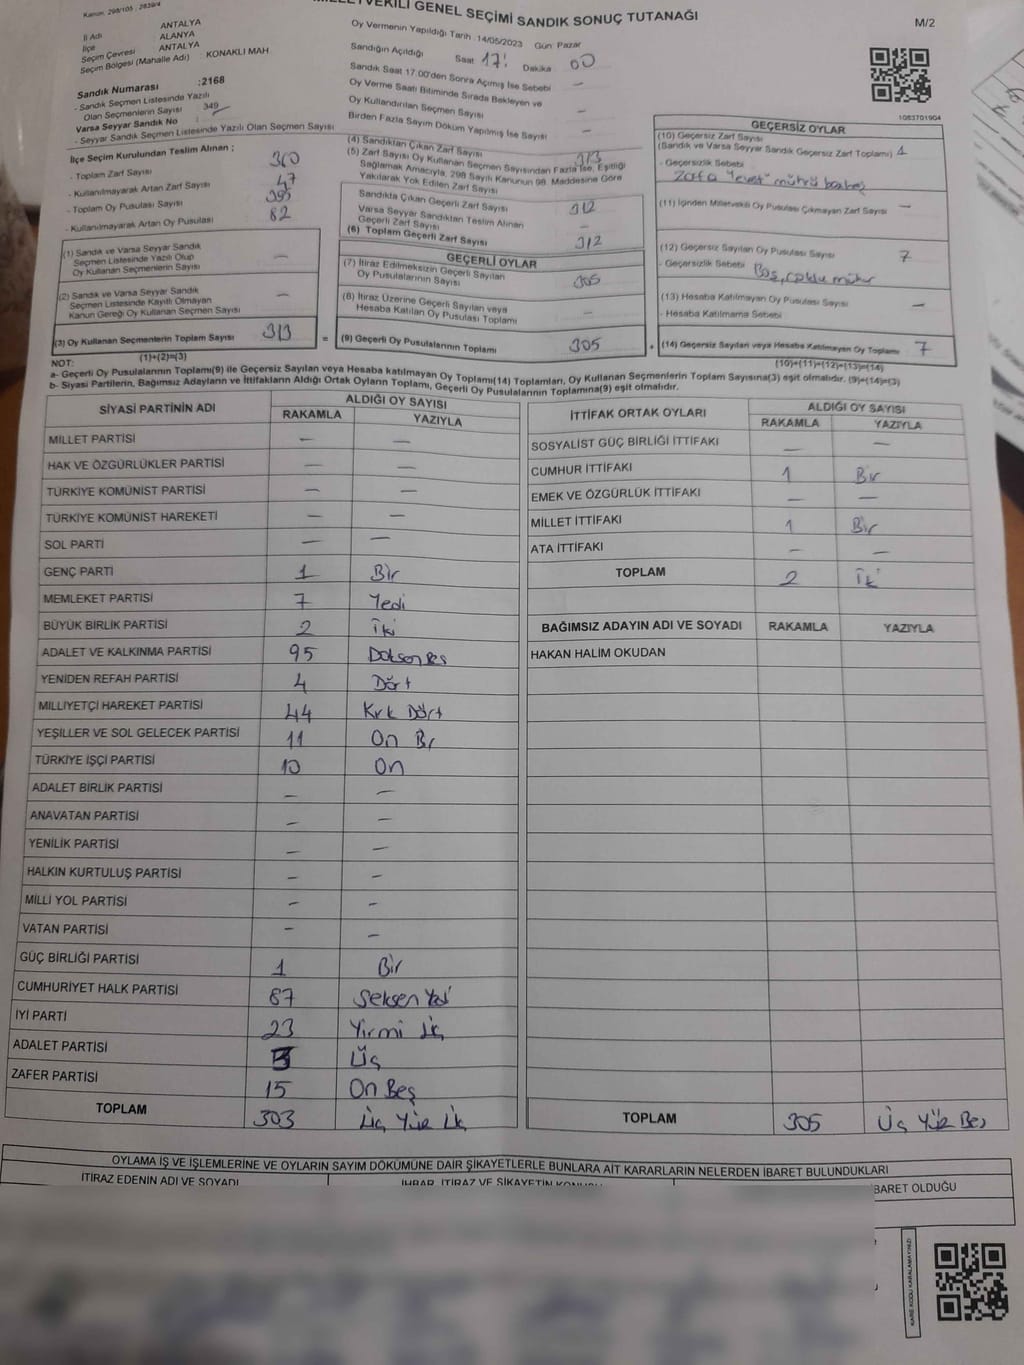 Kanun: 298/105 ; 2839/4
MİLLETVEKİLİ GENEL SEÇİMİ SANDIK SONUÇ TUTANAĞI
M/2
İl Adı ANTALYA
İlçe ALANYA
Seçim Çevresi ANTALYA
Seçim Bölgesi (Mahalle Adı) KONAKLI MAH.
Sandık Numarası :2168
- Sandık Seçmen Listesinde Yazılı
Olan Seçmenlerin Sayısı 349
Varsa Seyyar Sandık No
- Seyyar Sandık Seçmen Listesinde Yazılı Olan Seçmen Sayısı
İlçe Seçim Kurulundan Teslim Alınan ;
- Toplam Zarf Sayısı 360
- Kullanılmayarak Artan Zarf Sayısı 47
- Toplam Oy Pusulası Sayısı 395
- Kullanılmayarak Artan Oy Pusulası 82
Oy Vermenin Yapıldığı Tarih 14/05/2023 Gün Pazar
Sandığın Açıldığı Saat 17: Dakika 00
Sandık Saat 17.00'den Sonra Açımış İse Sebebi —
Oy Verme Saati Bitiminde Sırada Bekleyen ve
Oy Kullandırılan Seçmen Sayısı —
Birden Fazla Sayım Döküm Yapılmış İse Sayısı —
(4) Sandıktan Çıkan Zarf Sayısı 313
(5) Zarf Sayısı Oy Kullanan Seçmen Sayısından Fazla İse, Eşitliği
Sağlamak Amacıyla, 298 Sayılı Kanunun 98. Maddesine Göre
Yakılarak Yok Edilen Zarf Sayısı
Sandıkta Çıkan Geçerli Zarf Sayısı 312
Varsa Seyyar Sandıktan Teslim Alınan
Geçerli Zarf Sayısı —
(6) Toplam Geçerli Zarf Sayısı 312
1083701904
GEÇERSİZ OYLAR
(10) Geçersiz Zarf Sayısı
(Sandık ve Varsa Seyyar Sandık Geçersiz Zarf Toplamı) 1
- Geçersizlik Sebebi
Zarfa "evet" mührü
(11) İçinden Milletvekili Oy Pusulası Çıkmayan Zarf Sayısı —
(12) Geçersiz Sayılan Oy Pusulası Sayısı 7
- Geçersizlik Sebebi Boş, çoklu mühür
(13) Hesaba Katılmayan Oy Pusulası Sayısı —
- Hesaba Katılmama Sebebi
(14) Geçersiz Sayılan veya Hesaba Katılmayan Oy Toplamı 7
(10)+(11)+(12)+(13)=(14)
(1) Sandık ve Varsa Seyyar Sandık
Seçmen Listesinde Yazılı Olup
Oy Kullanan Seçmenlerin Sayısı —
(2) Sandık ve Varsa Seyyar Sandık
Seçmen Listesinde Kayıtlı Olmayan
Kanun Gereği Oy Kullanan Seçmen Sayısı —
(3) Oy Kullanan Seçmenlerin Toplam Sayısı 313 =
(1)+(2)=(3)
GEÇERLİ OYLAR
(7) İtiraz Edilmeksizin Geçerli Sayılan
Oy Pusulalarının Sayısı 305
(8) İtiraz Üzerine Geçerli Sayılan veya
Hesaba Katılan Oy Pusulası Toplamı —
(9) Geçerli Oy Pusulalarının Toplamı 305 +
NOT:
a- Geçerli Oy Pusulalarının Toplamı(9) ile Geçersiz Sayılan veya Hesaba katılmayan Oy Toplamı(14) Toplamları, Oy Kullanan Seçmenlerin Toplam Sayısına(3) eşit olmalıdır. (9)+(14)=(3)
b- Siyasi Partilerin, Bağımsız Adayların ve İttifakların Aldığı Ortak Oyların Toplamı, Geçerli Oy Pusulalarının Toplamına(9) eşit olmalıdır.
SİYASİ PARTİNİN ADI ALDIĞI OY SAYISI
RAKAMLA YAZIYLA
MİLLET PARTİSİ — —
HAK VE ÖZGÜRLÜKLER PARTİSİ — —
TÜRKİYE KOMÜNİST PARTİSİ — —
TÜRKİYE KOMÜNİST HAREKETİ — —
SOL PARTİ — —
GENÇ PARTİ 1 Bir
MEMLEKET PARTİSİ 7 Yedi
BÜYÜK BİRLİK PARTİSİ 2 İki
ADALET VE KALKINMA PARTİSİ 95 Doksan Beş
YENİDEN REFAH PARTİSİ 4 Dört
MİLLİYETÇİ HAREKET PARTİSİ 44 Kırk Dört
YEŞİLLER VE SOL GELECEK PARTİSİ 11 On Bir
TÜRKİYE İŞÇİ PARTİSİ 10 On
ADALET BİRLİK PARTİSİ — —
ANAVATAN PARTİSİ — —
YENİLİK PARTİSİ — —
HALKIN KURTULUŞ PARTİSİ — —
MİLLİ YOL PARTİSİ — —
VATAN PARTİSİ — —
GÜÇ BİRLİĞİ PARTİSİ 1 Bir
CUMHURİYET HALK PARTİSİ 87 Seksen Yedi
İYİ PARTİ 23 Yirmi Üç
ADALET PARTİSİ 3 Üç
ZAFER PARTİSİ 15 On Beş
TOPLAM 303 Üç Yüz Üç
İTTİFAK ORTAK OYLARI ALDIĞI OY SAYISI
RAKAMLA YAZIYLA
SOSYALİST GÜÇ BİRLİĞİ İTTİFAKI — —
CUMHUR İTTİFAKI 1 Bir
EMEK VE ÖZGÜRLÜK İTTİFAKI — —
MİLLET İTTİFAKI 1 Bir
ATA İTTİFAKI — —
TOPLAM 2 İki
BAĞIMSIZ ADAYIN ADI VE SOYADI RAKAMLA YAZIYLA
HAKAN HALİM OKUDAN
TOPLAM 305 Üç Yüz Beş
OYLAMA İŞ VE İŞLEMLERİNE VE OYLARIN SAYIM DÖKÜMÜNE DAİR ŞİKAYETLERLE BUNLARA AİT KARARLARIN NELERDEN İBARET BULUNDUKLARI
İTİRAZ EDENİN ADI VE SOYADI İHBAR, İTİRAZ VE ŞİKAYETİN KONUSU İBARET OLDUĞU
KARE KODU KARALAMAYINIZ!